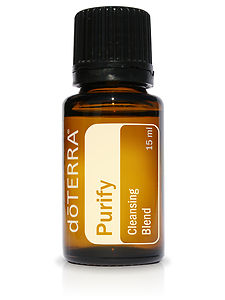 dōTERRA®
Purify
Cleansing
Blend
15 ml